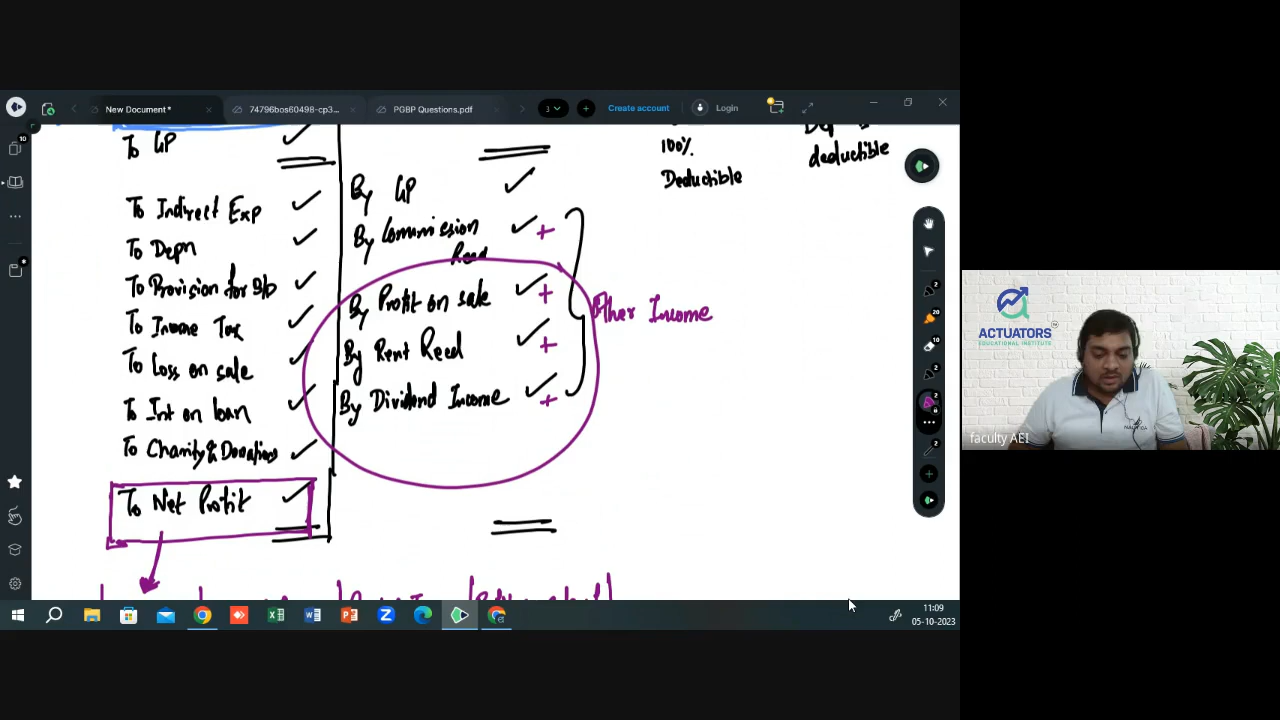 New Document *
74796bos60498-cp3...
PGBP Questions.pdf
3
Create account
Login
To GP
To Indirect Exp
To Depn
To Provision for B/D
To Income Tax
To Loss on sale
To Int on loan
To Charity & Donations
To Net Profit
By GP
By Commission
Recd
By Profit on sale
By Rent Recd
By Dividend Income
Other Income
100%
Deductible
deductible
ACTUATORS
EDUCATIONAL INSTITUTE
faculty AEI
11:09
05-10-2023